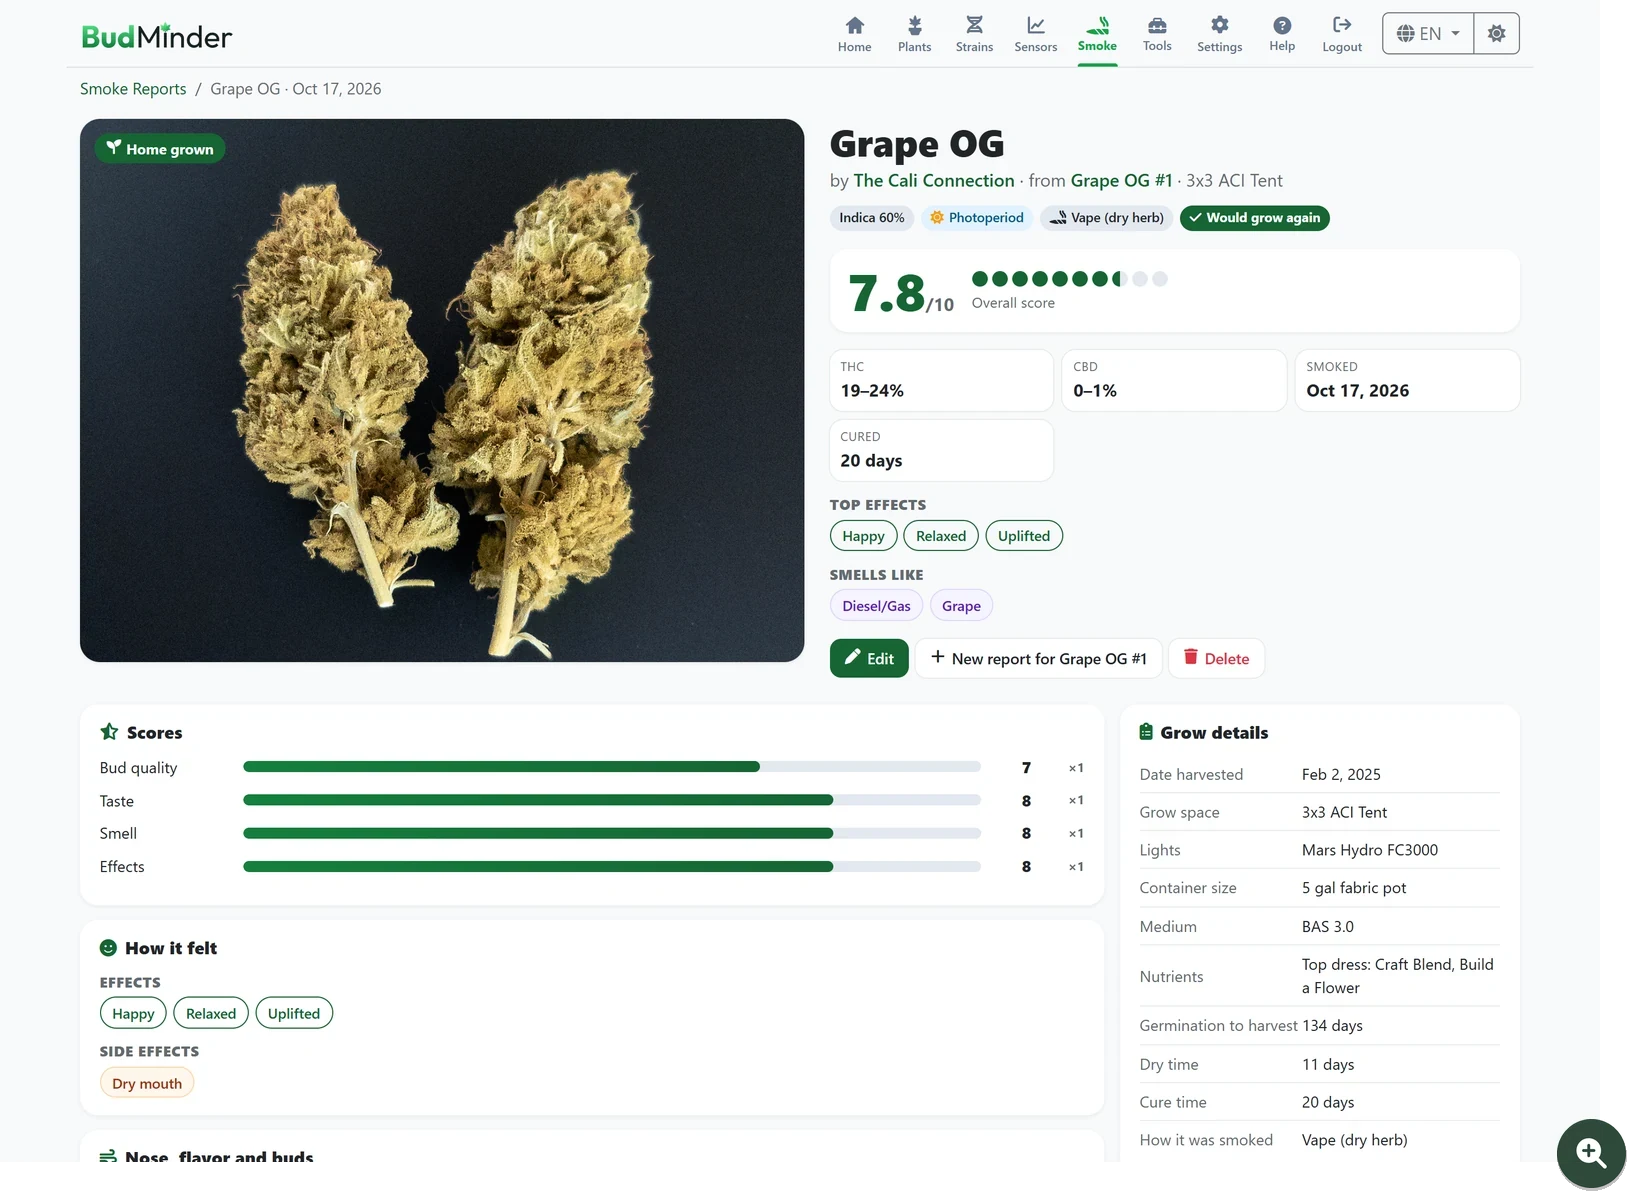 BudMinder
Home
Plants
Strains
Sensors
Smoke
Tools
Settings
Help
Logout
EN
Smoke Reports / Grape OG · Oct 17, 2026
Home grown
Grape OG
by The Cali Connection · from Grape OG #1 · 3x3 ACI Tent
Indica 60%
Photoperiod
Vape (dry herb)
Would grow again
7.8/10
Overall score
THC
19–24%
CBD
0–1%
SMOKED
Oct 17, 2026
CURED
20 days
TOP EFFECTS
Happy
Relaxed
Uplifted
SMELLS LIKE
Diesel/Gas
Grape
Edit
New report for Grape OG #1
Delete
Scores
Bud quality 7 ×1
Taste 8 ×1
Smell 8 ×1
Effects 8 ×1
How it felt
EFFECTS
Happy
Relaxed
Uplifted
SIDE EFFECTS
Dry mouth
Nose, flavor and buds
Grow details
Date harvested Feb 2, 2025
Grow space 3x3 ACI Tent
Lights Mars Hydro FC3000
Container size 5 gal fabric pot
Medium BAS 3.0
Nutrients Top dress: Craft Blend, Build
a Flower
Germination to harvest 134 days
Dry time 11 days
Cure time 20 days
How it was smoked Vape (dry herb)